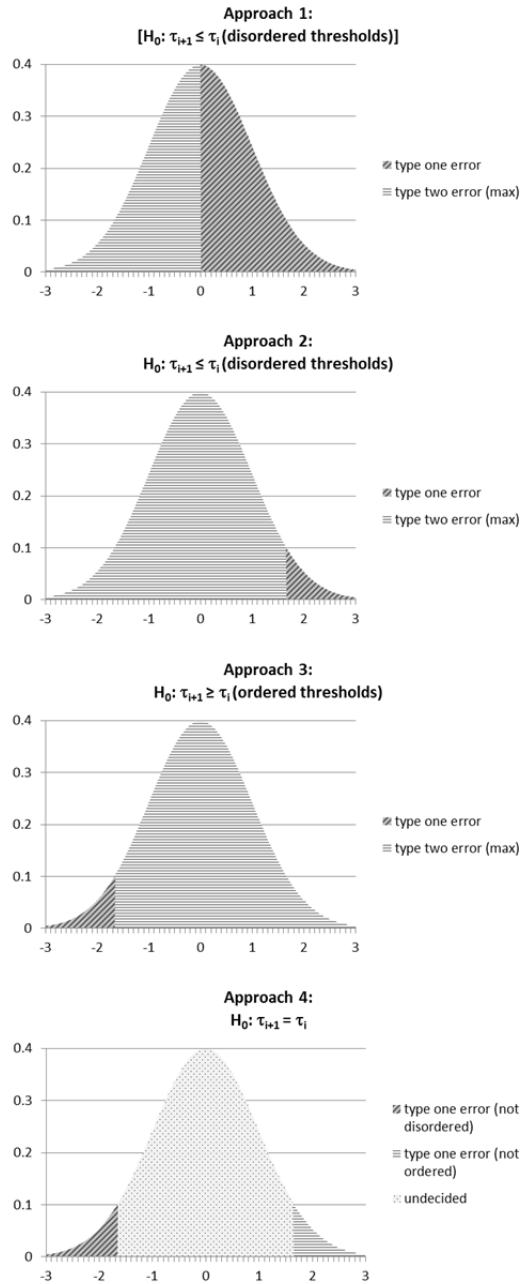 Approach 1:
[H₀: τᵢ₊₁ ≤ τᵢ (disordered thresholds)]
0.4
0.3
0.2
0.1
0
-3 -2 -1 0 1 2 3
type one error
type two error (max)
Approach 2:
H₀: τᵢ₊₁ ≤ τᵢ (disordered thresholds)
0.4
0.3
0.2
0.1
0
-3 -2 -1 0 1 2 3
type one error
type two error (max)
Approach 3:
H₀: τᵢ₊₁ ≥ τᵢ (ordered thresholds)
0.4
0.3
0.2
0.1
0
-3 -2 -1 0 1 2 3
type one error
type two error (max)
Approach 4:
H₀: τᵢ₊₁ = τᵢ
0.4
0.3
0.2
0.1
0
-3 -2 -1 0 1 2 3
type one error (not
disordered)
type one error (not
ordered)
undecided